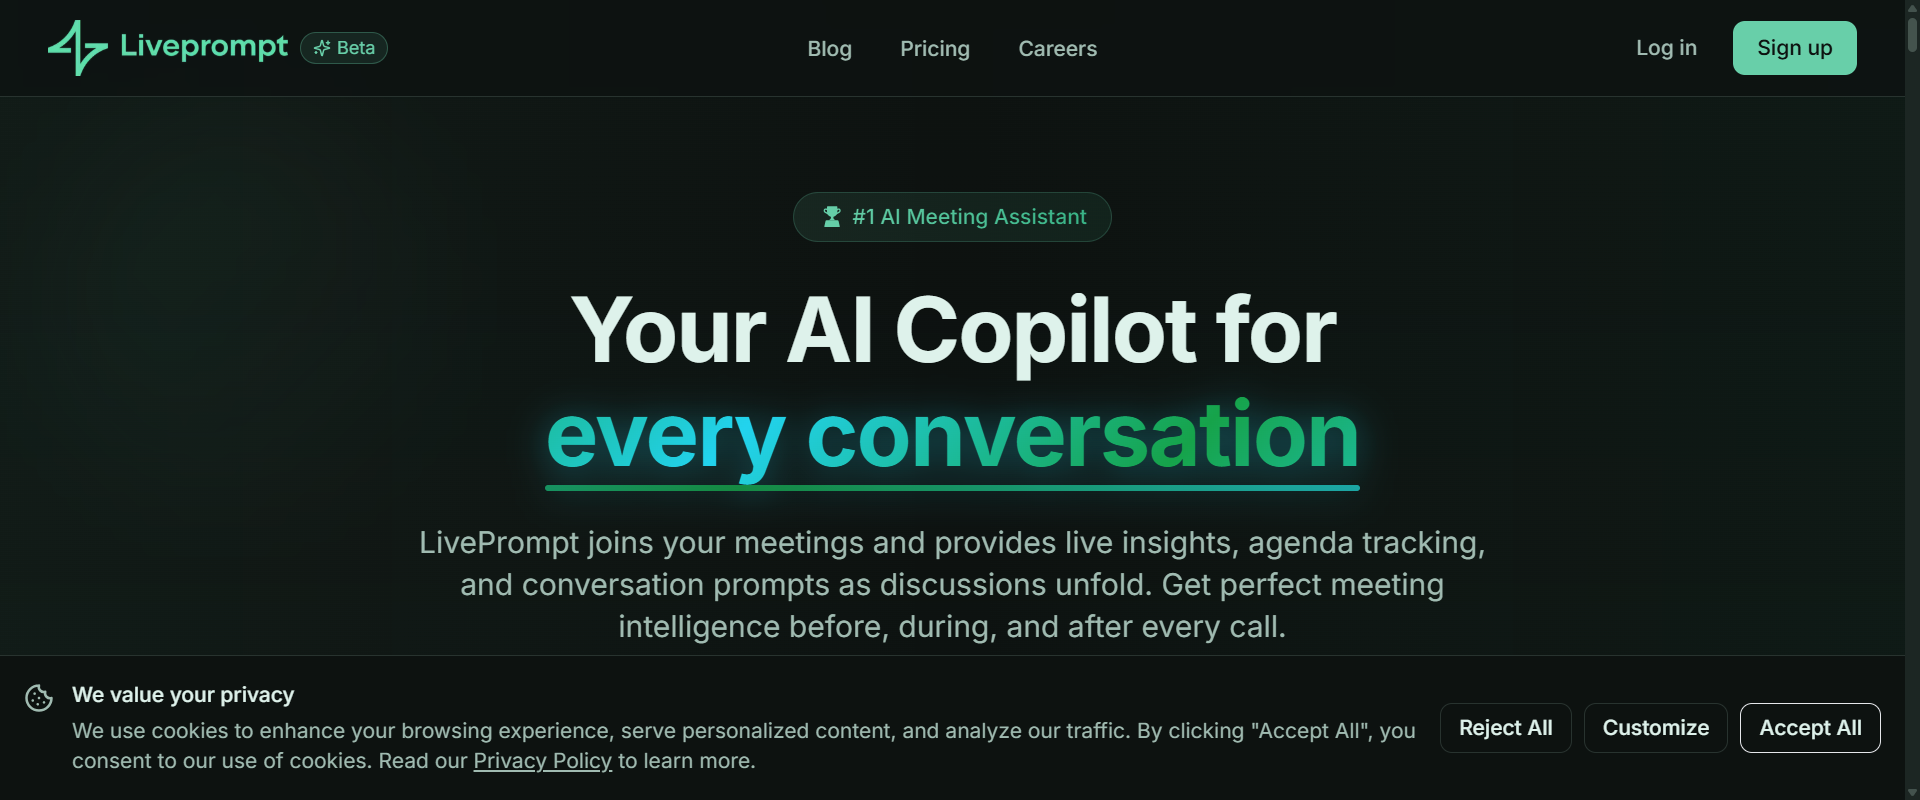 Liveprompt
Beta
Blog
Pricing
Careers
Log in
Sign up
#1 AI Meeting Assistant
Your AI Copilot for
every conversation
LivePrompt joins your meetings and provides live insights, agenda tracking,
and conversation prompts as discussions unfold. Get perfect meeting
intelligence before, during, and after every call.
We value your privacy
We use cookies to enhance your browsing experience, serve personalized content, and analyze our traffic. By clicking "Accept All", you
consent to our use of cookies. Read our Privacy Policy to learn more.
Reject All
Customize
Accept All